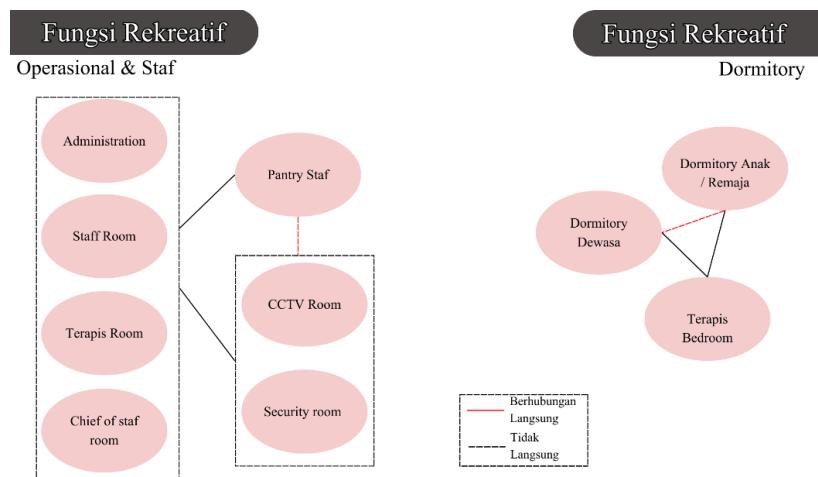 Fungsi Rekreatif
Operasional & Staf
Administration
Staff Room
Terapis Room
Chief of staf
room
Pantry Staf
CCTV Room
Security room
Fungsi Rekreatif
Dormitory
Dormitory Anak
/ Remaja
Dormitory
Dewasa
Terapis
Bedroom
Berhubungan
Langsung
Tidak
Langsung